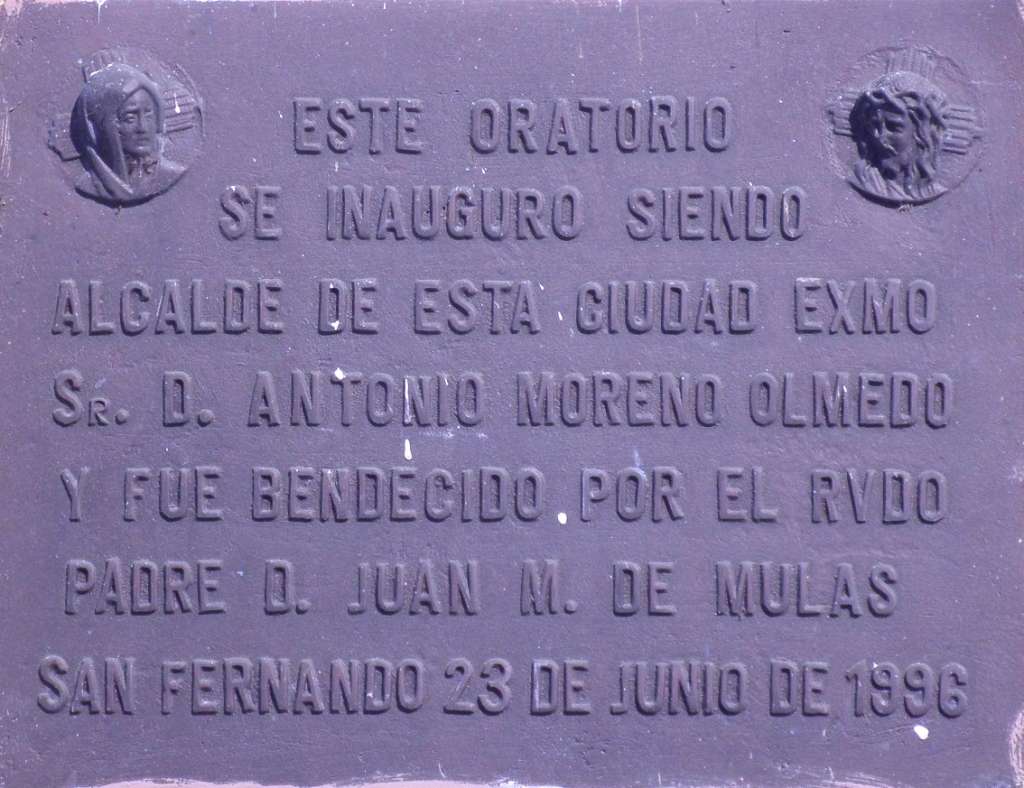 ESTE ORATORIO
SE INAUGURO SIENDO
ALCALDE DE ESTA CIUDAD EXMO
SR. D. ANTONIO MORENO OLMEDO
Y FUE BENDECIDO POR EL RVDO
PADRE D. JUAN M. DE MULAS
SAN FERNANDO 23 DE JUNIO DE 1996